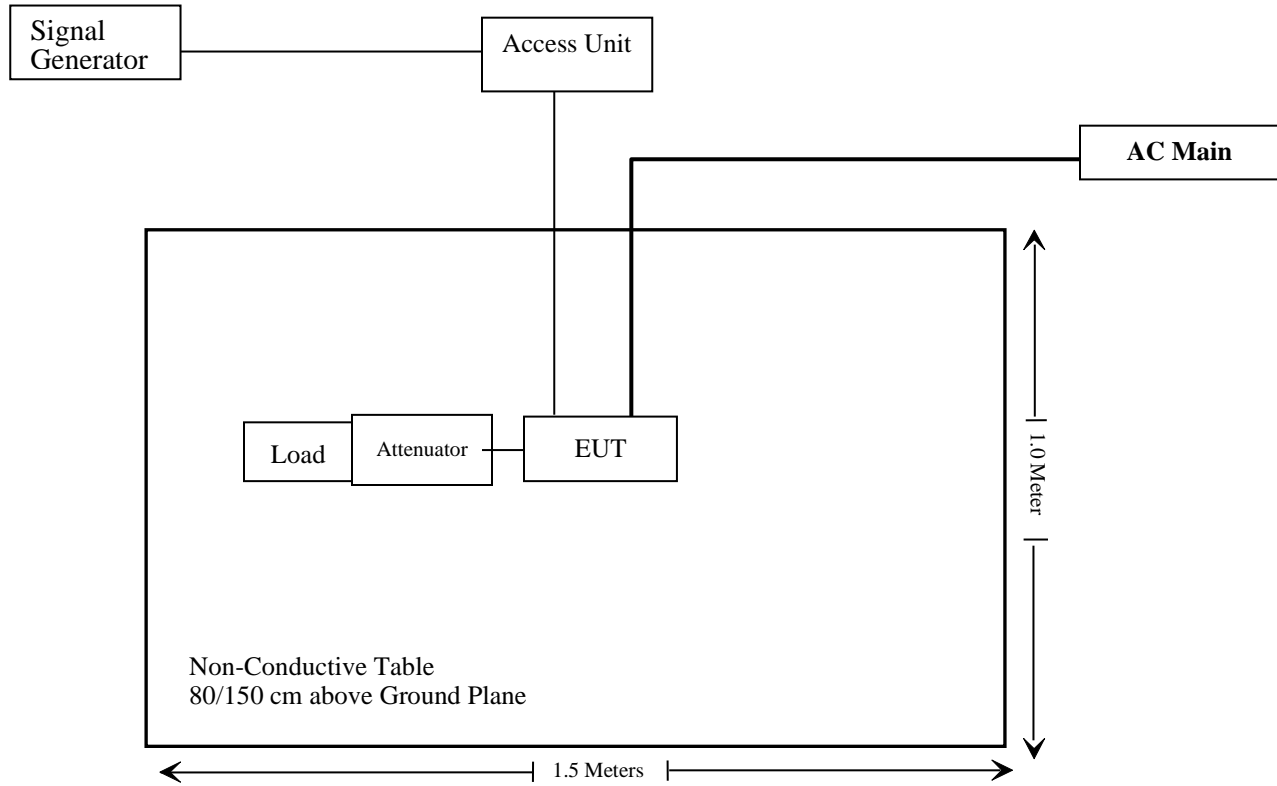 Signal
Generator
Access Unit
AC Main
Load
Attenuator
EUT
1.0 Meter
Non-Conductive Table
80/150 cm above Ground Plane
1.5 Meters